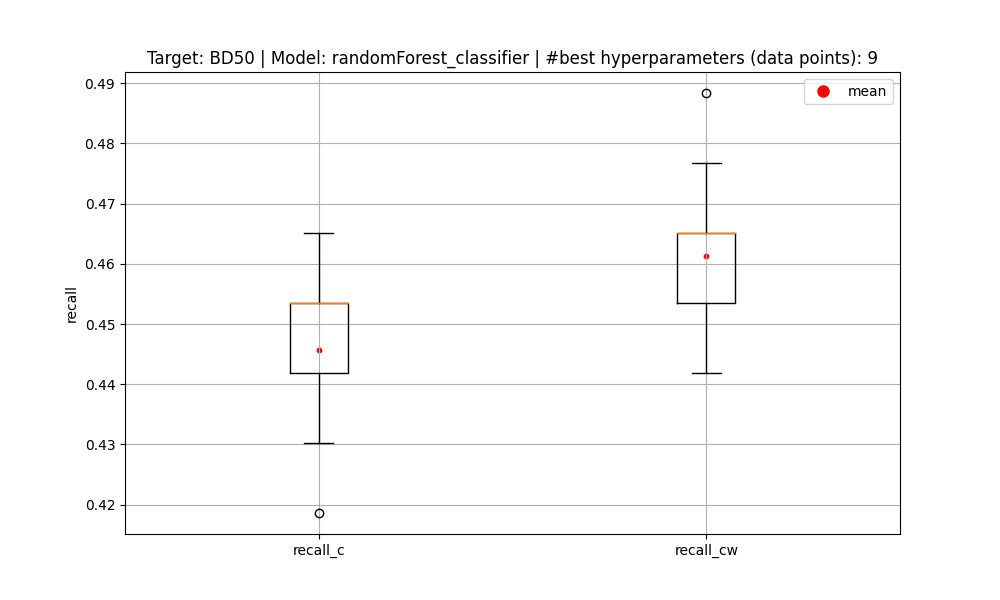 Target: BD50 | Model: randomForest_classifier | #best hyperparameters (data points): 9
mean
0.49
0.48
0.47
0.46
0.45
0.44
0.43
0.42
recall
recall_c
recall_cw